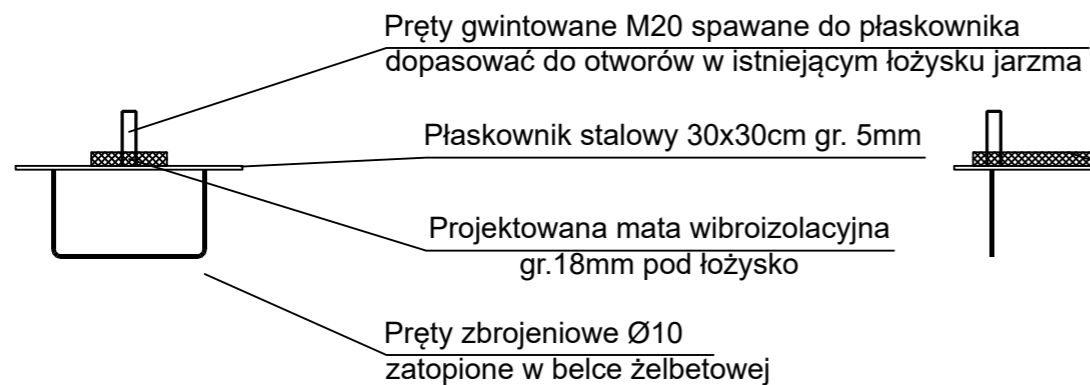 Pręty gwintowane M20 spawane do płaskownika
dopasować do otworów w istniejącym łożysku jarzma
Płaskownik stalowy 30x30cm gr. 5mm
Projektowana mata wibroizolacyjna
gr.18mm pod łożysko
Pręty zbrojeniowe Ø10
zatopione w belce żelbetowej